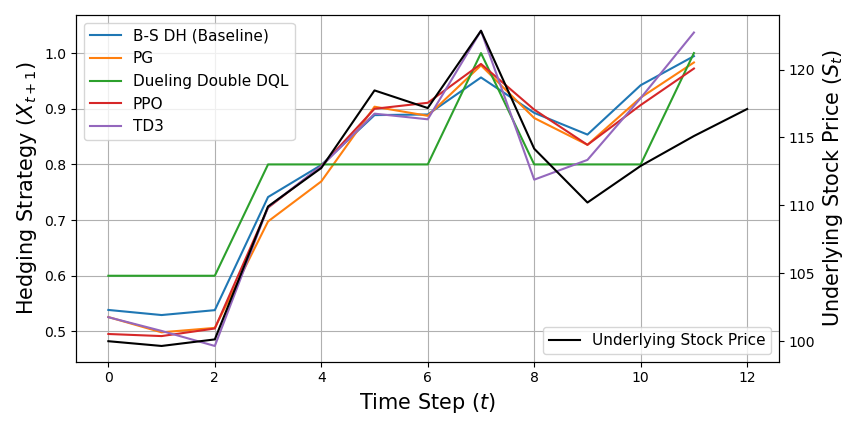 B-S DH (Baseline)
PG
Dueling Double DQL
PPO
TD3
Underlying Stock Price
Hedging Strategy (X_{t+1})
1.0
0.9
0.8
0.7
0.6
0.5
Underlying Stock Price (S_t)
120
115
110
105
100
0
2
4
6
8
10
12
Time Step (t)